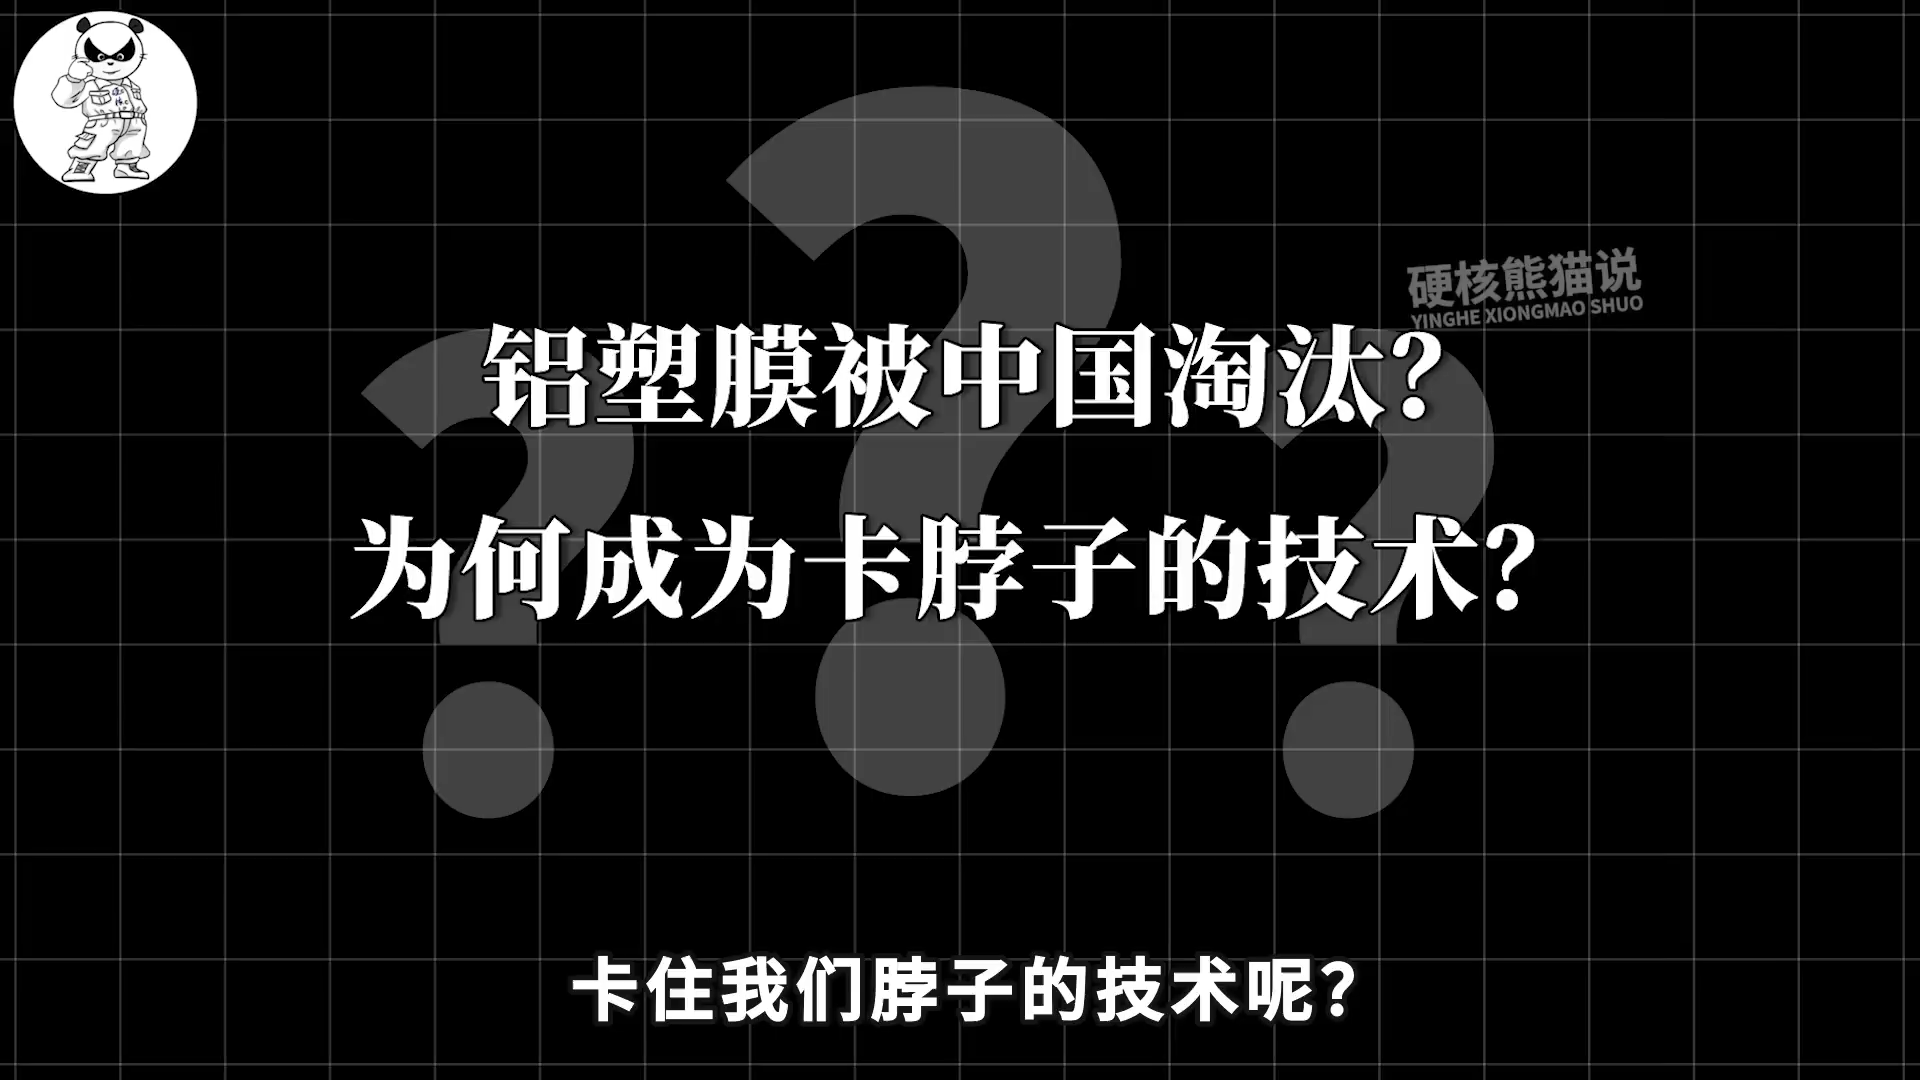 硬核熊猫说
YINGHE XIONGMAO SHUO
铝塑膜被中国淘汰?
为何成为卡脖子的技术?
卡住我们脖子的技术呢?